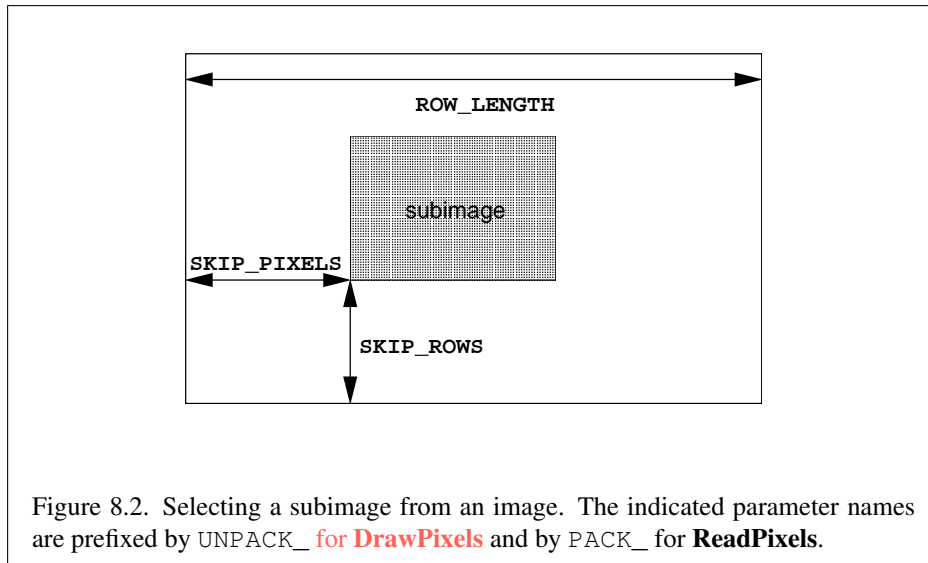 ROW_LENGTH
subimage
SKIP_PIXELS
SKIP_ROWS
Figure 8.2. Selecting a subimage from an image. The indicated parameter names
are prefixed by UNPACK_ for DrawPixels and by PACK_ for ReadPixels.